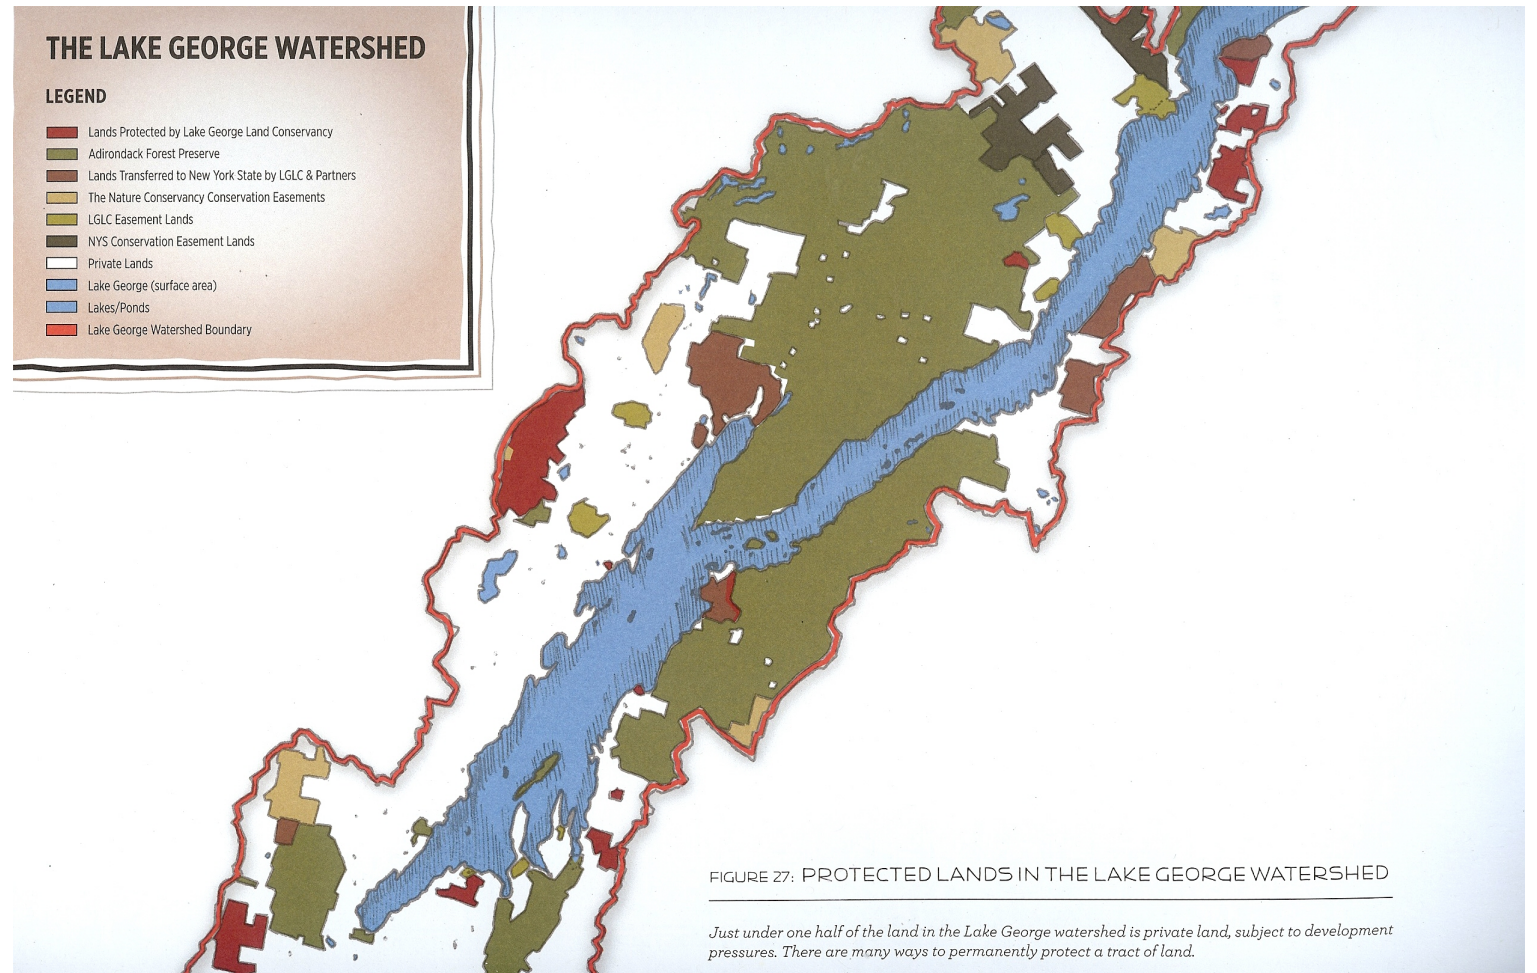 THE LAKE GEORGE WATERSHED
LEGEND
Lands Protected by Lake George Land Conservancy
Adirondack Forest Preserve
Lands Transferred to New York State by LGLC & Partners
The Nature Conservancy Conservation Easements
LGLC Easement Lands
NYS Conservation Easement Lands
Private Lands
Lake George (surface area)
Lakes/Ponds
Lake George Watershed Boundary
FIGURE 27: PROTECTED LANDS IN THE LAKE GEORGE WATERSHED
Just under one half of the land in the Lake George watershed is private land, subject to development
pressures. There are many ways to permanently protect a tract of land.